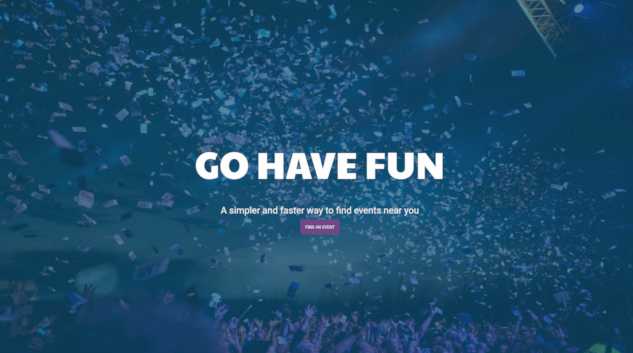 GO HAVE FUN
A simpler and faster way to find events near you
FIND AN EVENT